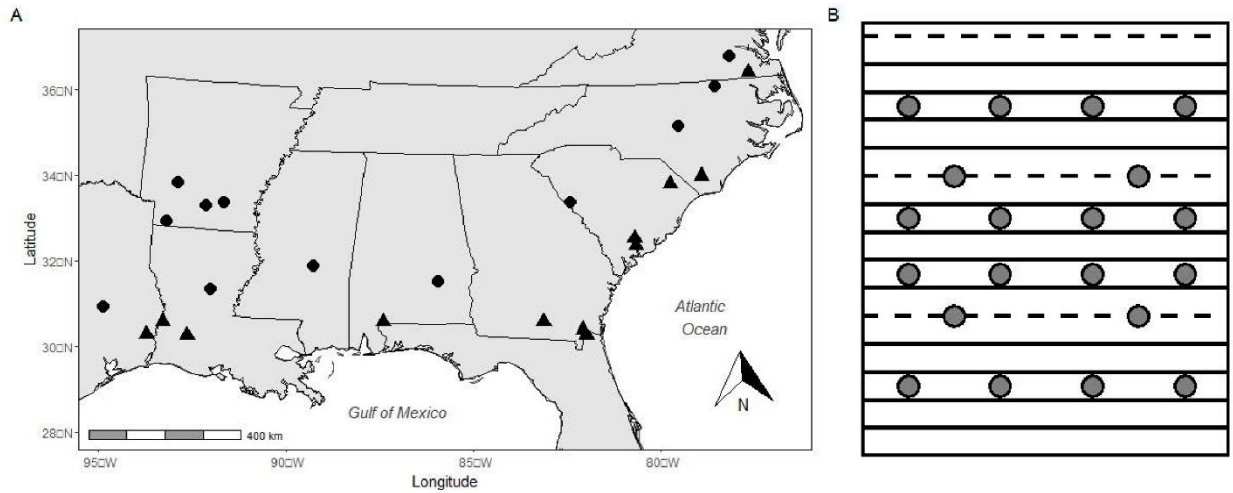 A
B
36□N
34□N
32□N
30□N
28□N
Latitude
Atlantic
Ocean
Gulf of Mexico
N
400 km
95□W
90□W
85□W
80□W
Longitude